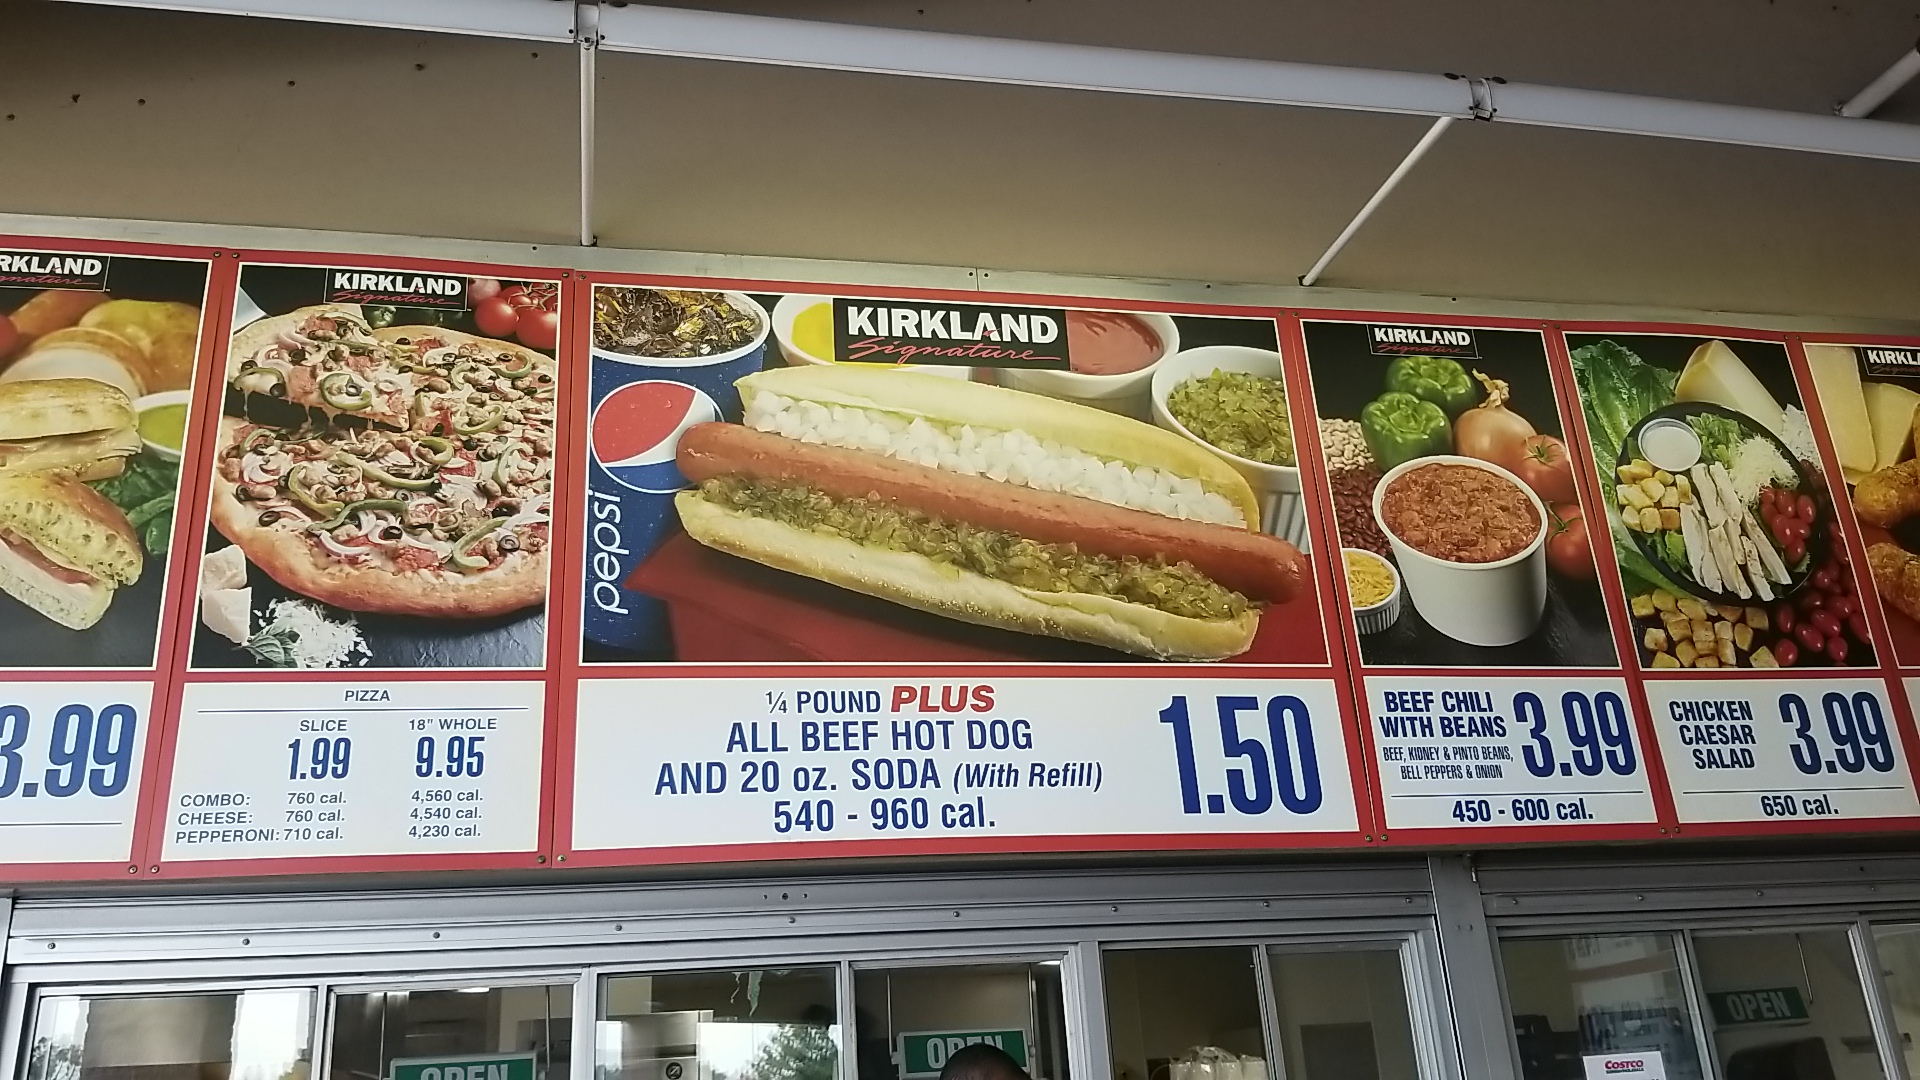 KIRKLAND
Signature
3.99
KIRKLAND
Signature
PIZZA
SLICE 18" WHOLE
1.99 9.95
COMBO: 760 cal. 4,560 cal.
CHEESE: 760 cal. 4,540 cal.
PEPPERONI: 710 cal. 4,230 cal.
KIRKLAND
Signature
pepsi
¼ POUND PLUS
ALL BEEF HOT DOG
AND 20 oz. SODA (With Refill)
540 - 960 cal.
1.50
KIRKLAND
Signature
BEEF CHILI
WITH BEANS
BEEF, KIDNEY & PINTO BEANS,
BELL PEPPERS & ONION
3.99
450 - 600 cal.
CHICKEN
CAESAR
SALAD
3.99
650 cal.
KIRKL
OPEN
OPEN
OPEN
COSTCO